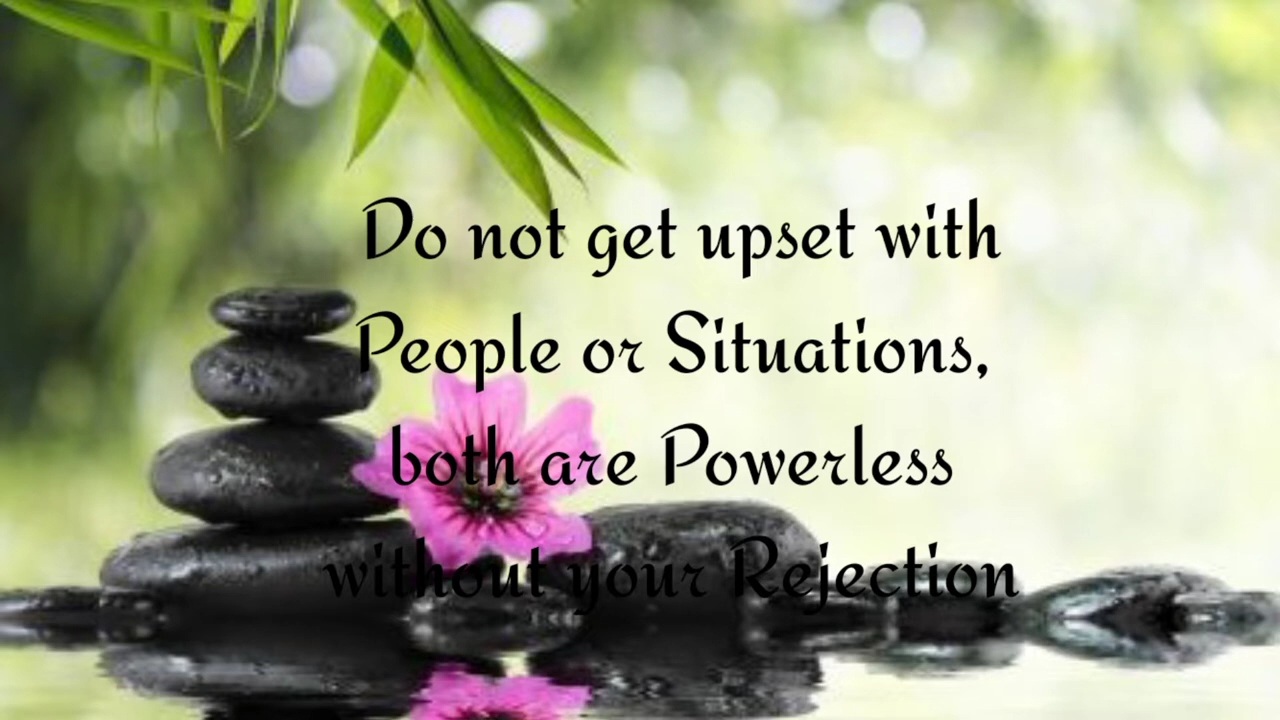 Do not get upset with
People or Situations,
both are Powerless
without your Rejection